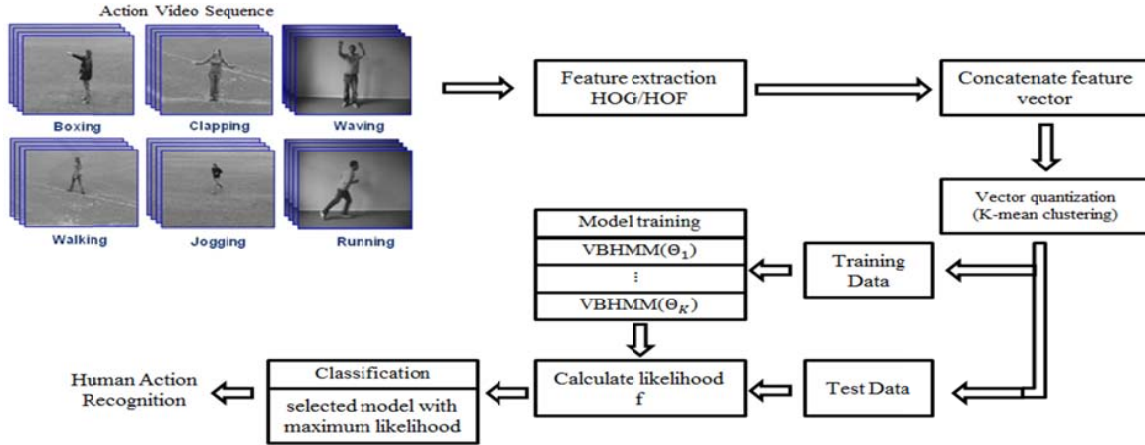 Action Video Sequence
Boxing
Clapping
Waving
Walking
Jogging
Running
Feature extraction
HOG/HOF
Concatenate feature
vector
Vector quantization
(K-mean clustering)
Training
Data
Model training
VBHMM(Θ₁)
⋮
VBHMM(Θ_K)
Test Data
Calculate likelihood
f
Classification
selected model with
maximum likelihood
Human Action
Recognition